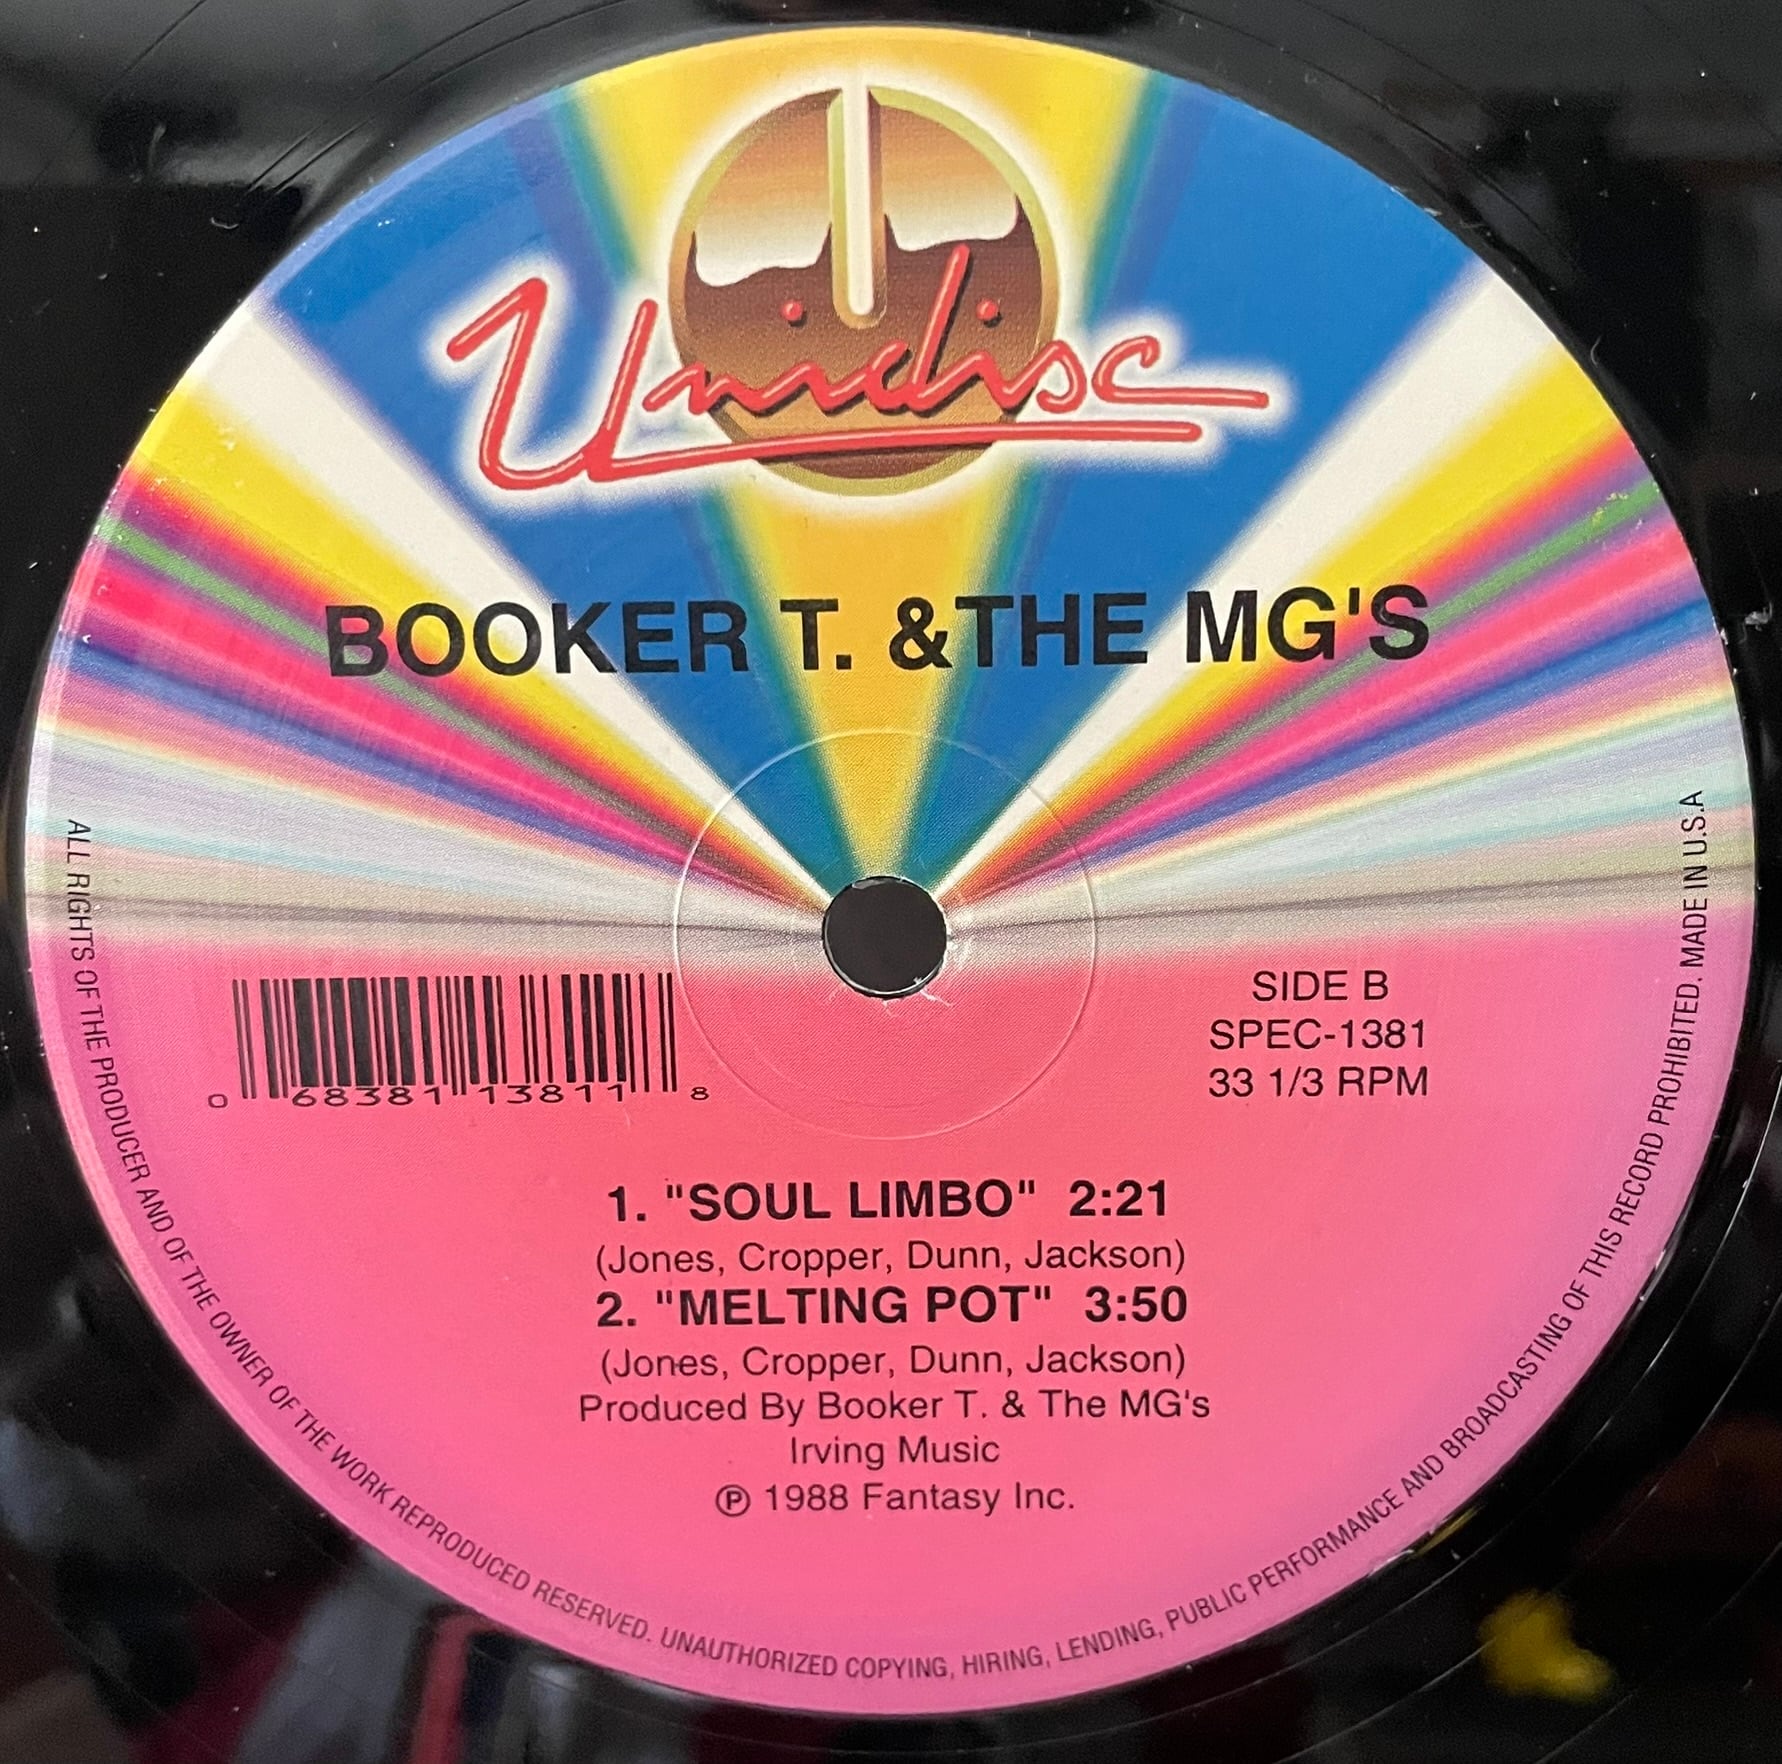 Unidisc
BOOKER T. &THE MG'S
SIDE B
SPEC-1381
33 1/3 RPM
0 68381 13811 8
1. "SOUL LIMBO" 2:21
(Jones, Cropper, Dunn, Jackson)
2. "MELTING POT" 3:50
(Jones, Cropper, Dunn, Jackson)
Produced By Booker T. & The MG's
Irving Music
℗ 1988 Fantasy Inc.
ALL RIGHTS OF THE PRODUCER AND OF THE OWNER OF THE WORK REPRODUCED RESERVED. UNAUTHORIZED COPYING, HIRING, LENDING, PUBLIC PERFORMANCE AND BROADCASTING OF THIS RECORD PROHIBITED. MADE IN U.S.A